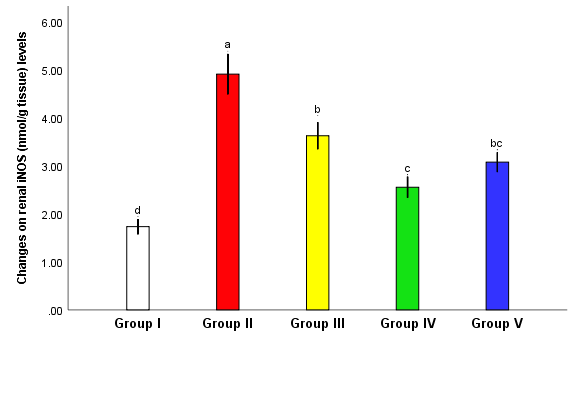 Changes on renal iNOS (nmol/g tissue) levels
6.00
5.00
4.00
3.00
2.00
1.00
.00
d
a
b
c
bc
Group I
Group II
Group III
Group IV
Group V